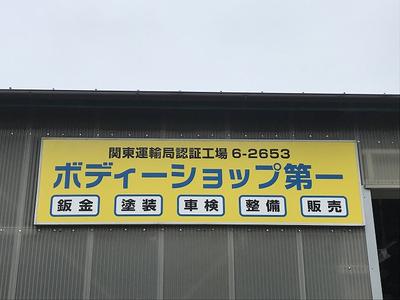 関東運輸局認証工場 6-2653
ボディーショップ第一
鈑金 塗装 車検 整備 販売